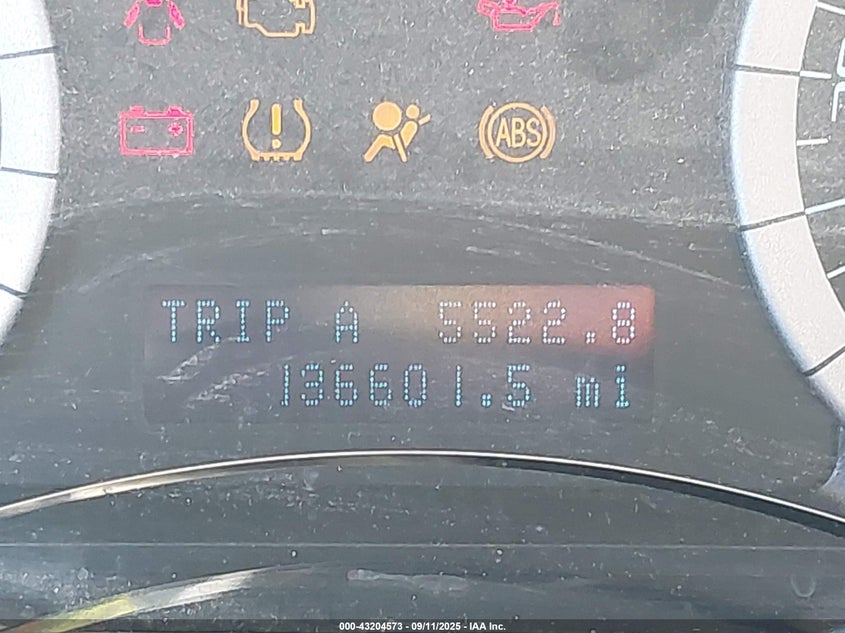 ABS
TRIP A 5522.8
136601.5 mi
000-43204573 - 09/11/2025 - IAA Inc.